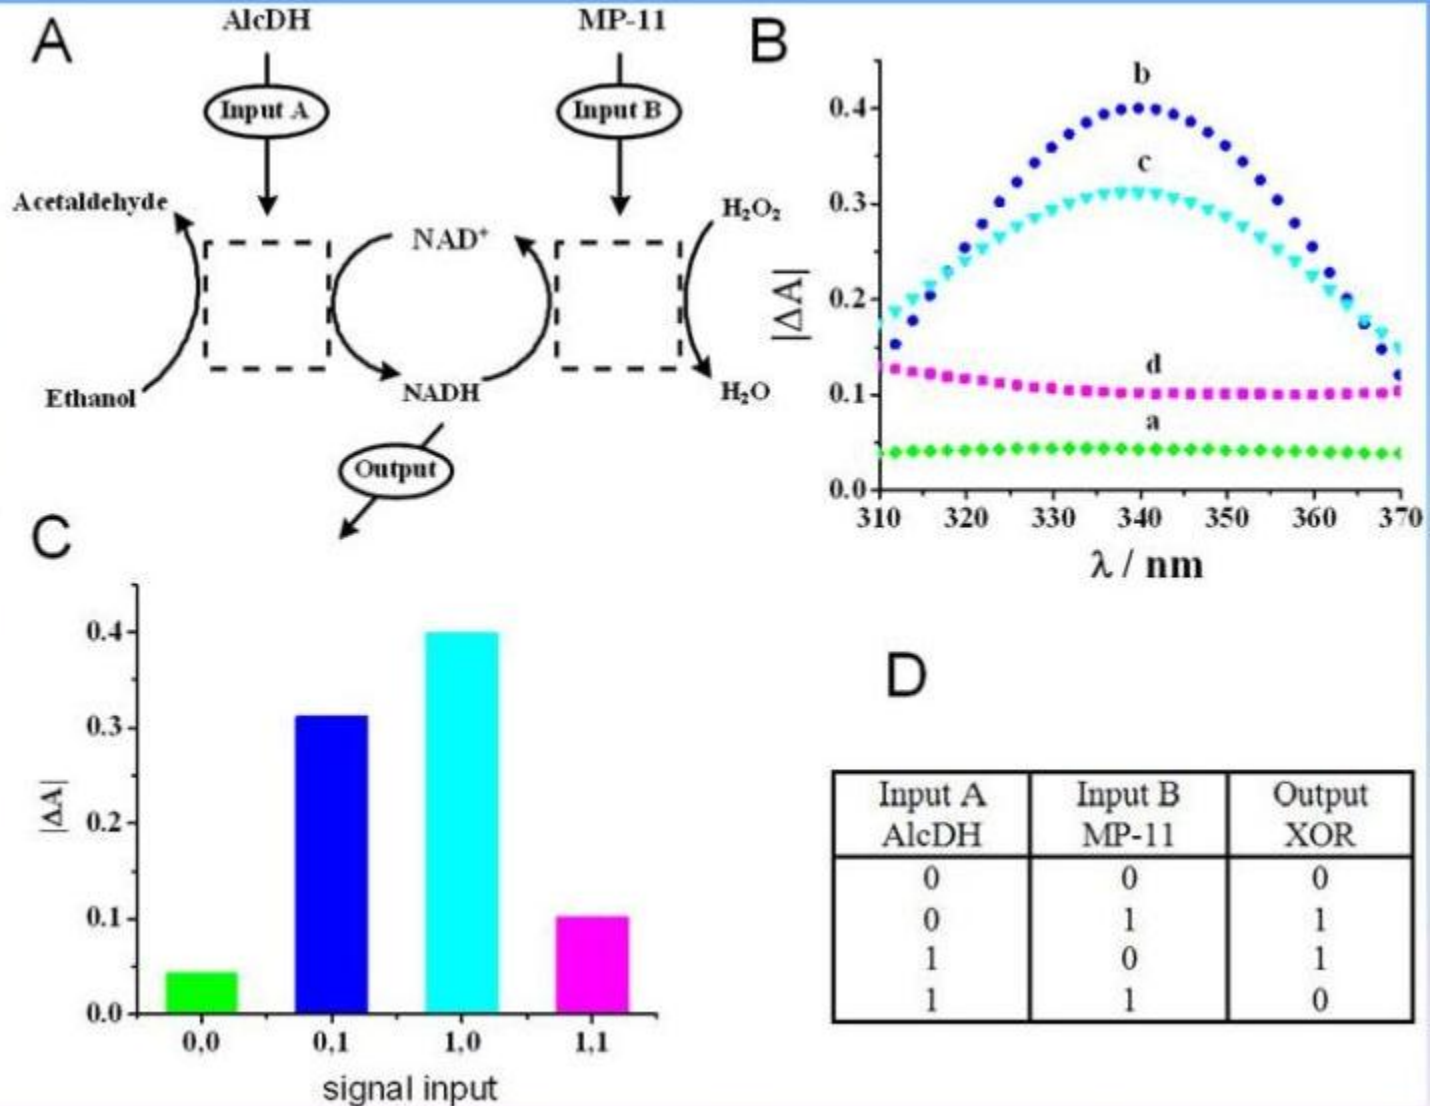 A
AlcDH
MP-11
Input A
Input B
Acetaldehyde
H₂O₂
NAD⁺
Ethanol
NADH
H₂O
Output
B
|ΔA|
0.4
0.3
0.2
0.1
0.0
b
c
d
a
310 320 330 340 350 360 370
λ / nm
C
|ΔA|
0.4
0.3
0.2
0.1
0.0
0,0 0,1 1,0 1,1
signal input
D
Input A Input B Output
AlcDH MP-11 XOR
0 0 0
0 1 1
1 0 1
1 1 0